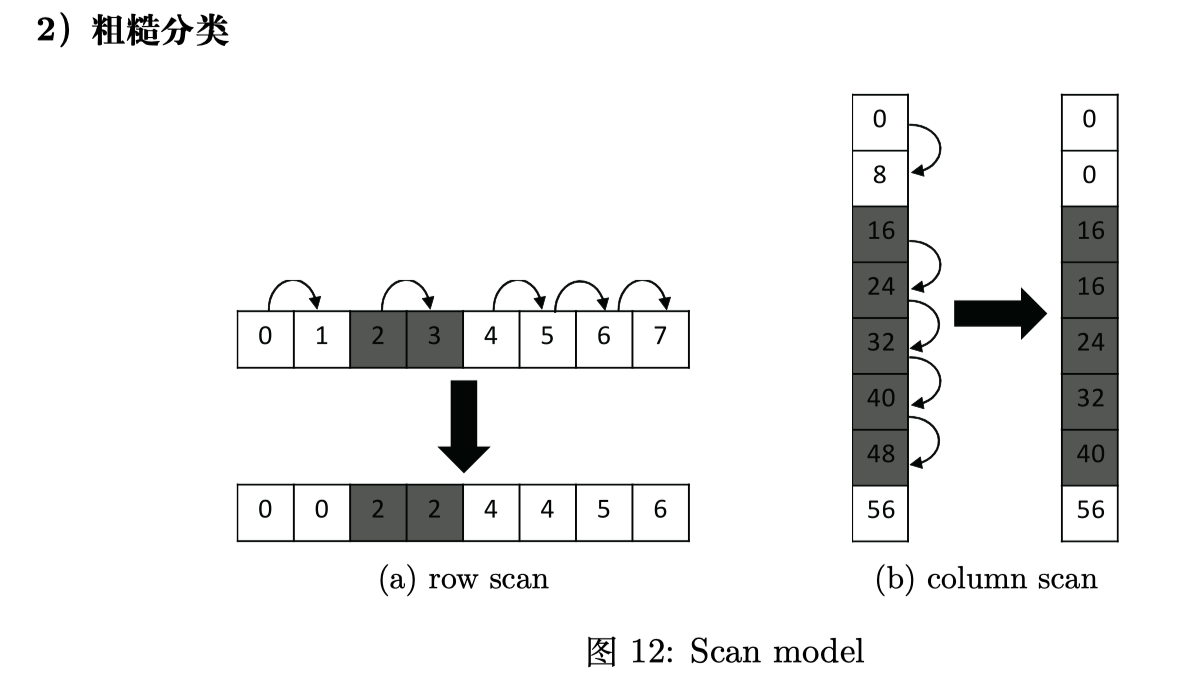 2）粗糙分类
0 1 2 3 4 5 6 7
0 0 2 2 4 4 5 6
(a) row scan
0 0
8 0
16 16
24 16
32 24
40 32
48 40
56 56
(b) column scan
图 12: Scan model